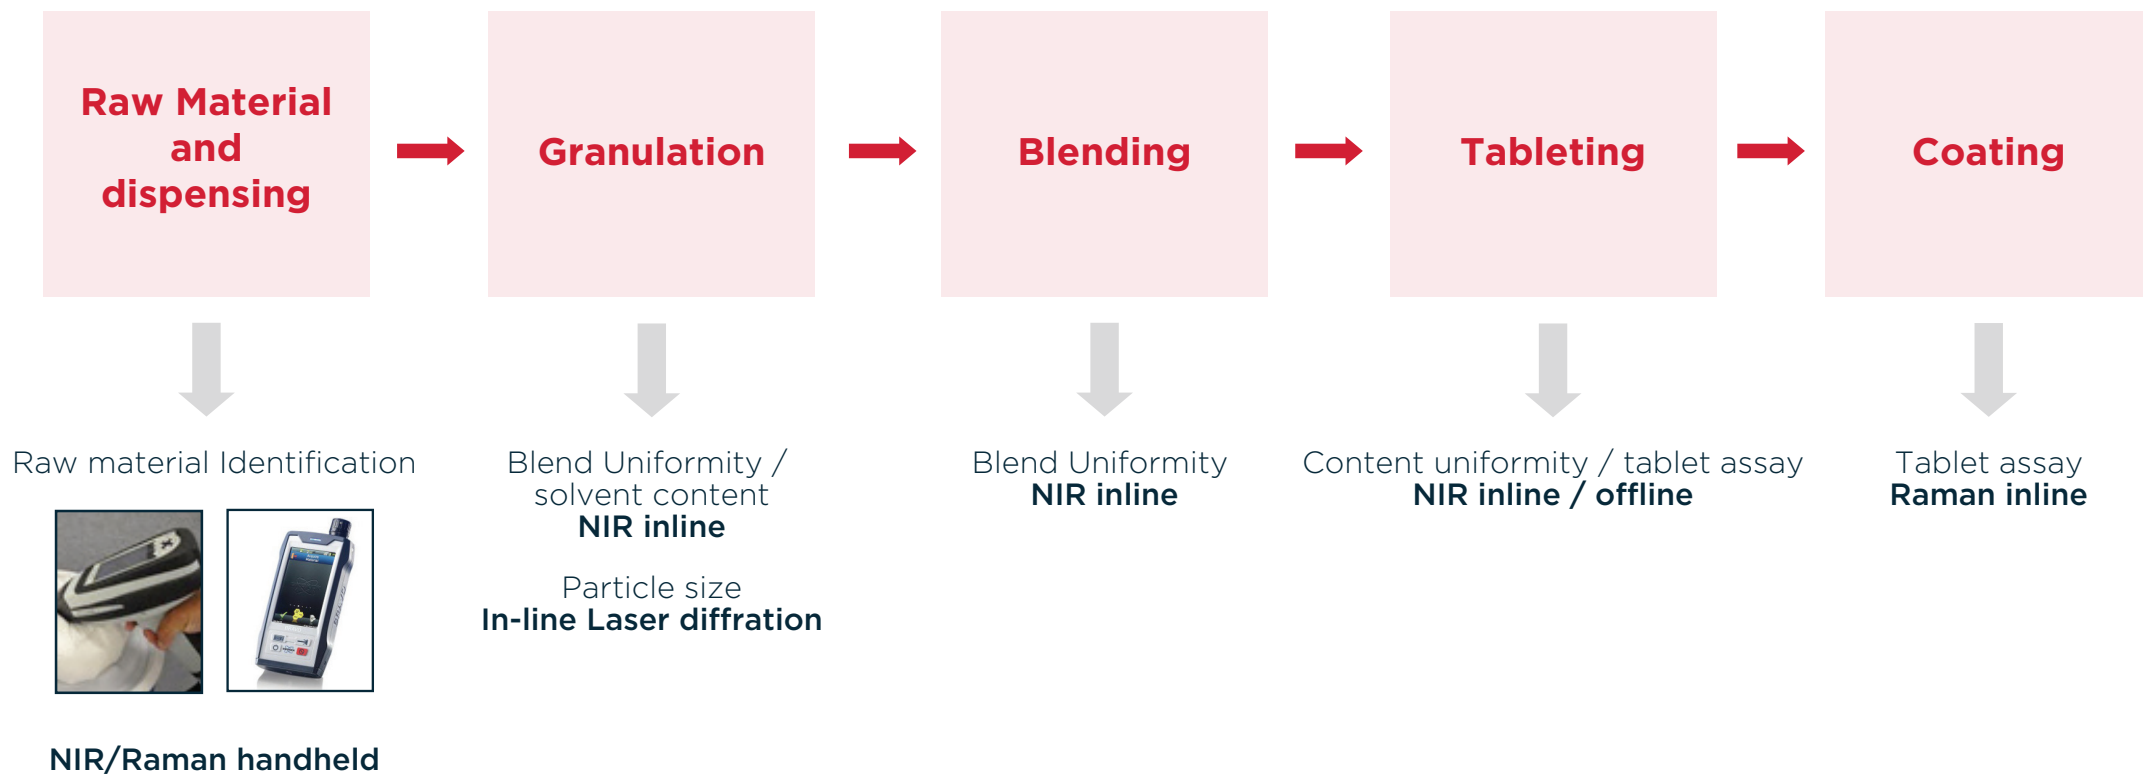 Raw Material
and
dispensing
Granulation
Blending
Tableting
Coating
Raw material Identification
NIR/Raman handheld
Blend Uniformity /
solvent content
NIR inline
Particle size
In-line Laser diffration
Blend Uniformity
NIR inline
Content uniformity / tablet assay
NIR inline / offline
Tablet assay
Raman inline